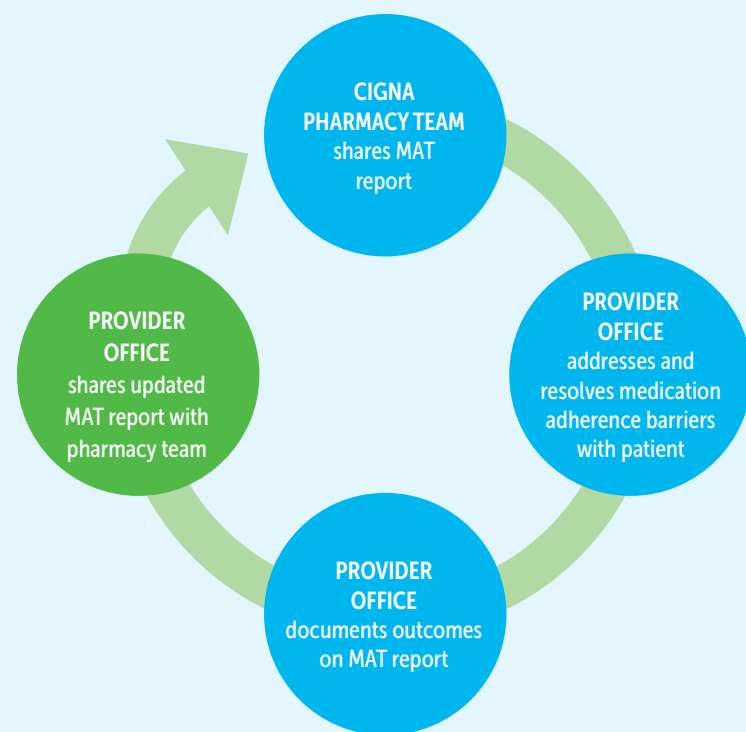 CIGNA
PHARMACY TEAM
shares MAT
report
PROVIDER
OFFICE
addresses and
resolves medication
adherence barriers
with patient
PROVIDER
OFFICE
documents outcomes
on MAT report
PROVIDER
OFFICE
shares updated
MAT report with
pharmacy team